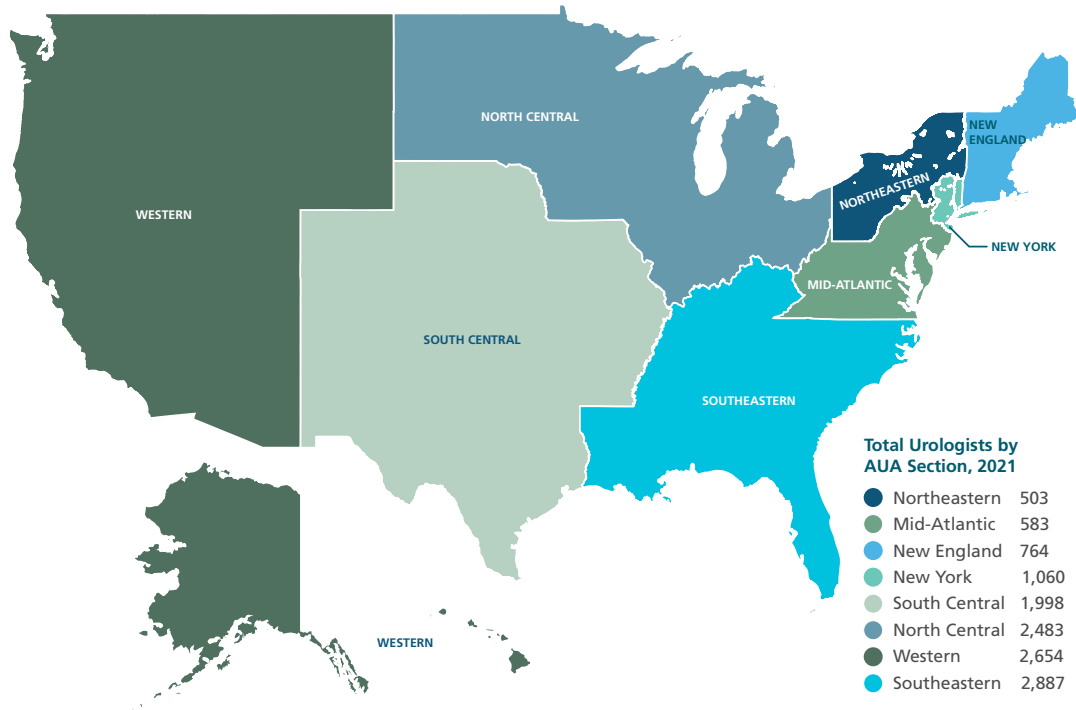 NORTH CENTRAL
NEW
ENGLAND
NORTHEASTERN
WESTERN
NEW YORK
MID-ATLANTIC
SOUTH CENTRAL
SOUTHEASTERN
WESTERN
Total Urologists by
AUA Section, 2021
Northeastern 503
Mid-Atlantic 583
New England 764
New York 1,060
South Central 1,998
North Central 2,483
Western 2,654
Southeastern 2,887